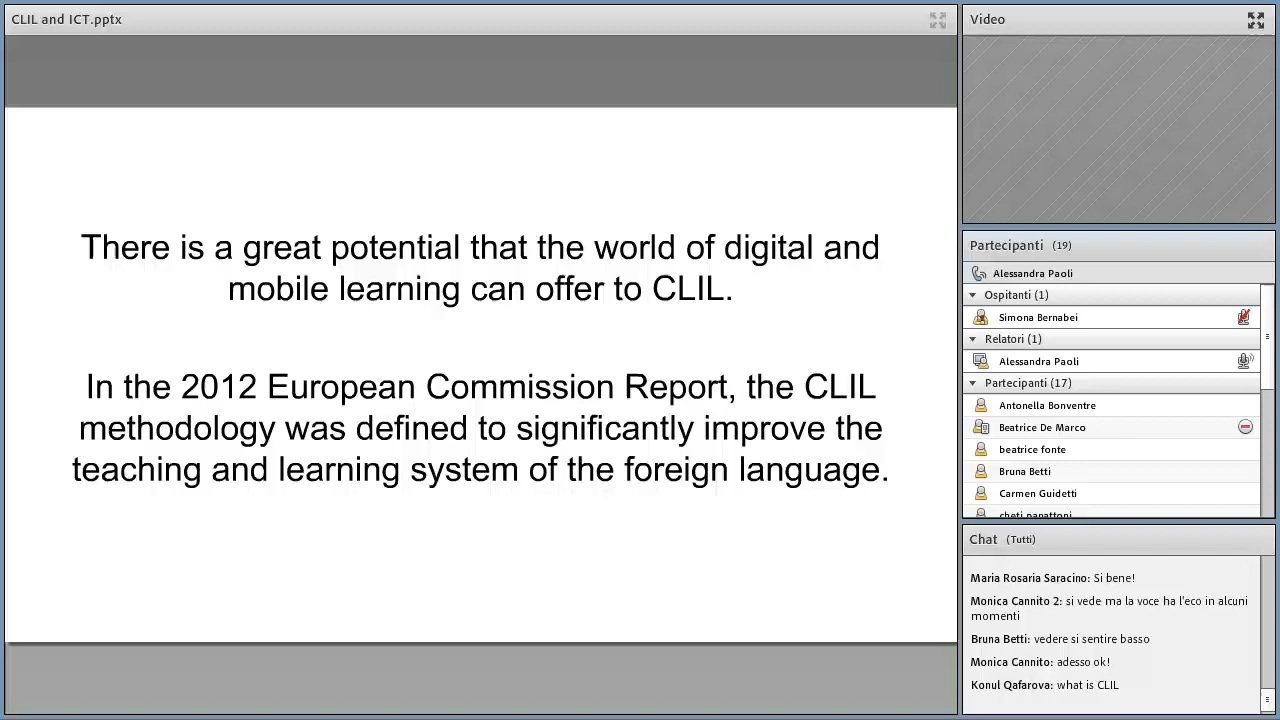 CLIL and ICT.pptx
There is a great potential that the world of digital and
mobile learning can offer to CLIL.
In the 2012 European Commission Report, the CLIL
methodology was defined to significantly improve the
teaching and learning system of the foreign language.
Video
Partecipanti (19)
Alessandra Paoli
Ospitanti (1)
Simona Bernabei
Relatori (1)
Alessandra Paoli
Partecipanti (17)
Antonella Bonventre
Beatrice De Marco
beatrice fonte
Bruna Betti
Carmen Guidetti
Chat (Tutti)
Maria Rosaria Saracino: Si bene!
Monica Cannito 2: si vede ma la voce ha l'eco in alcuni
momenti
Bruna Betti: vedere si sentire basso
Monica Cannito: adesso ok!
Konul Qafarova: what is CLIL